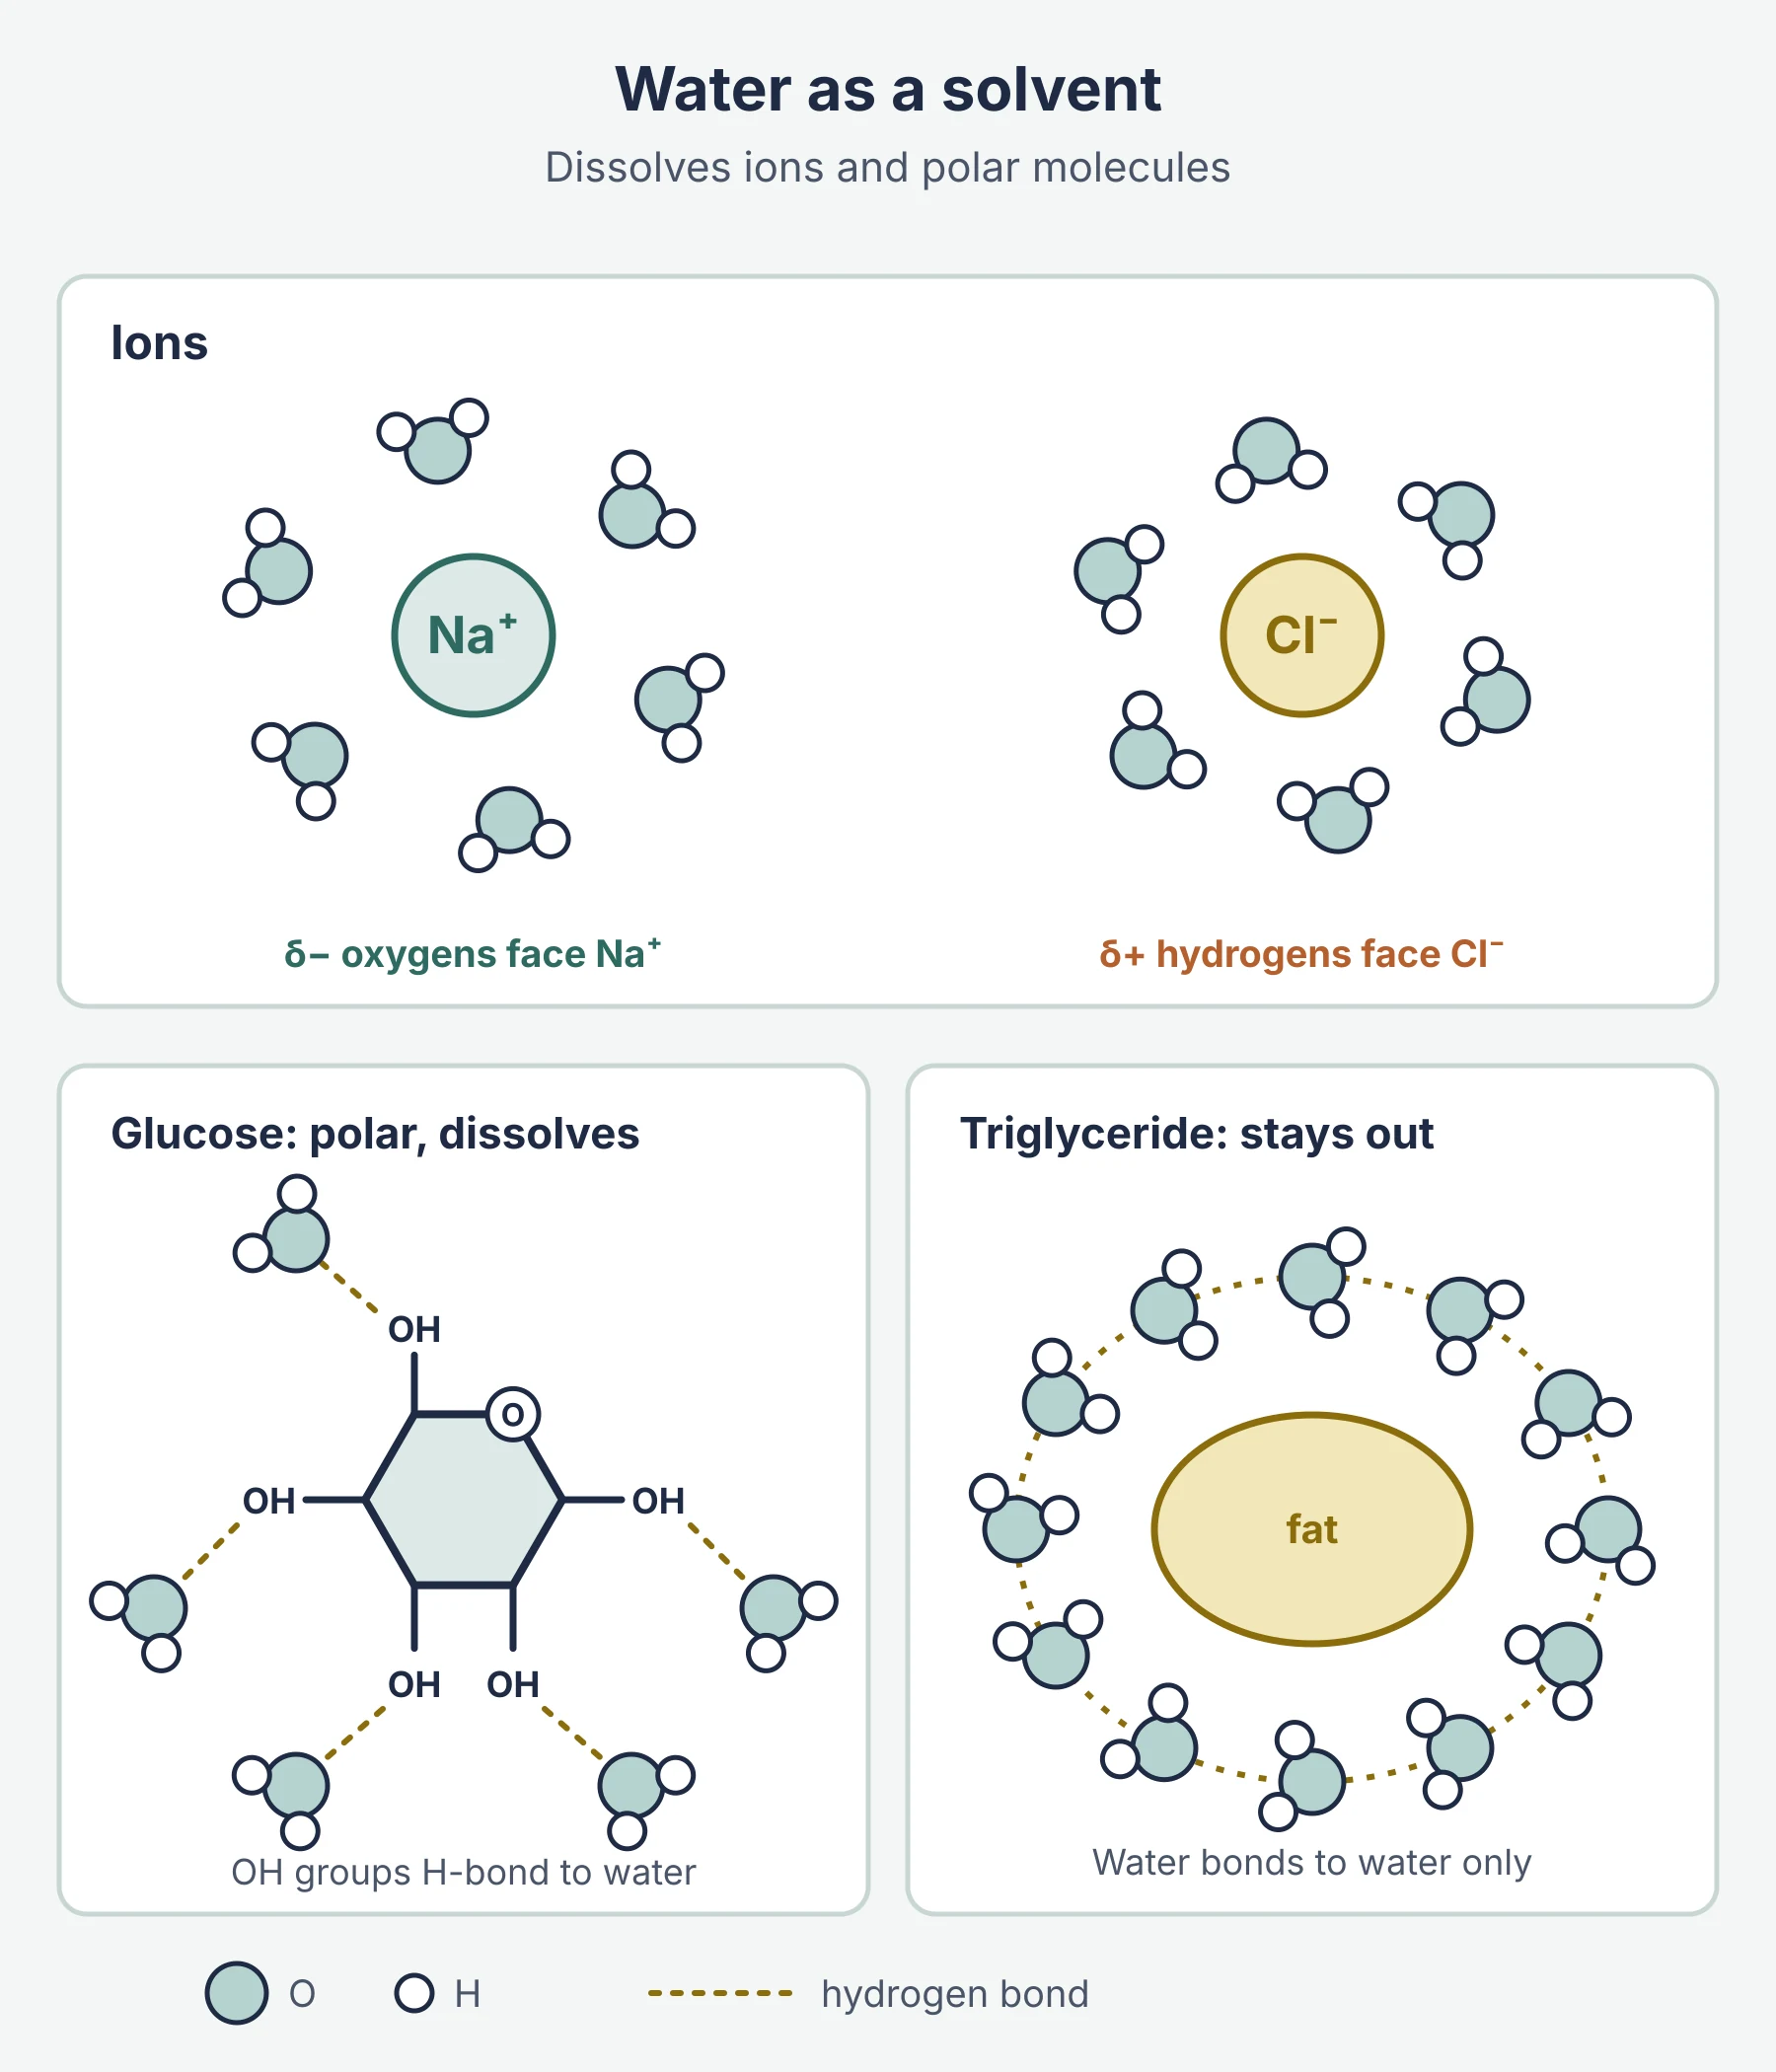 Water as a solvent
Dissolves ions and polar molecules
Ions
Na⁺
Cl⁻
δ− oxygens face Na⁺
δ+ hydrogens face Cl⁻
Glucose: polar, dissolves
OH
O
OH
OH
OH
OH
OH groups H-bond to water
Triglyceride: stays out
fat
Water bonds to water only
O
H
hydrogen bond